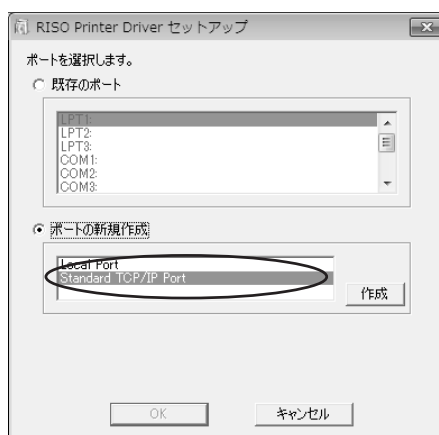 RISO Printer Driver セットアップ
ポートを選択します。
既存のポート
LPT1:
LPT2:
LPT3:
COM1:
COM2:
COM3:
ポートの新規作成
Local Port
Standard TCP/IP Port
作成
OK
キャンセル